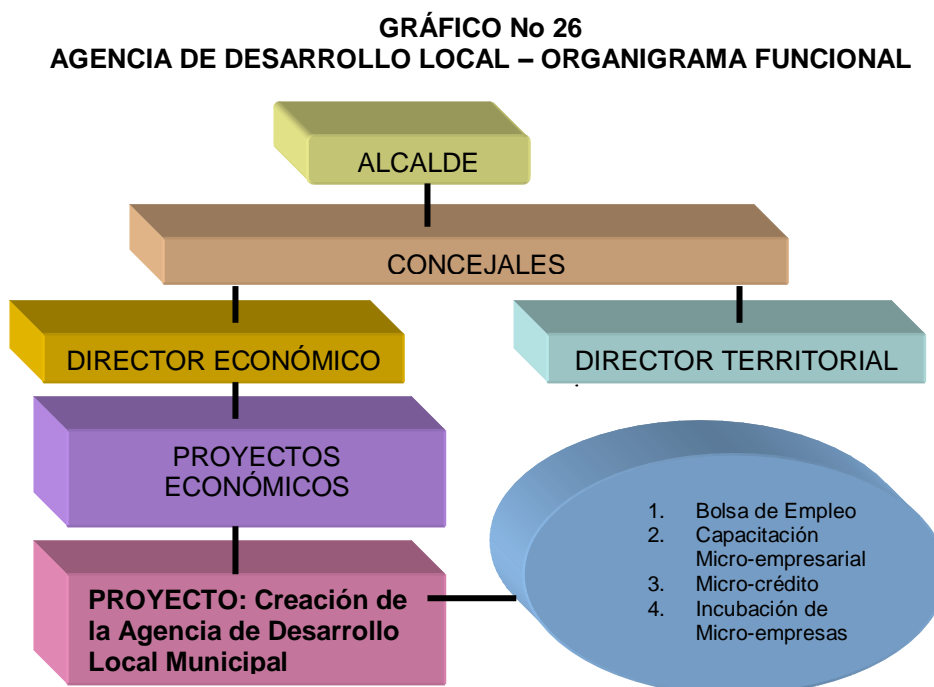 GRÁFICO No 26
AGENCIA DE DESARROLLO LOCAL – ORGANIGRAMA FUNCIONAL
ALCALDE
CONCEJALES
DIRECTOR ECONÓMICO
DIRECTOR TERRITORIAL
.
PROYECTOS
ECONÓMICOS
PROYECTO: Creación de
la Agencia de Desarrollo
Local Municipal
1. Bolsa de Empleo
2. Capacitación
Micro-empresarial
3. Micro-crédito
4. Incubación de
Micro-empresas